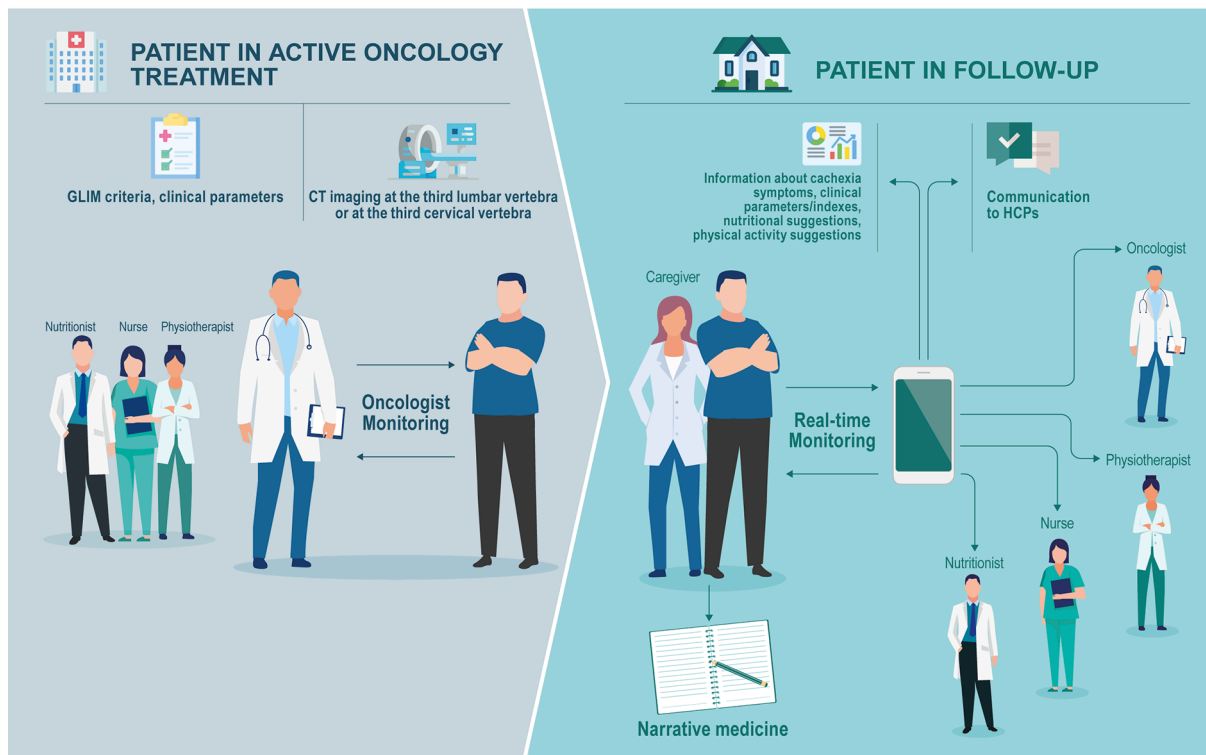 PATIENT IN ACTIVE ONCOLOGY
TREATMENT
GLIM criteria, clinical parameters
CT imaging at the third lumbar vertebra
or at the third cervical vertebra
Nutritionist
Nurse
Physiotherapist
Oncologist
Monitoring
PATIENT IN FOLLOW-UP
Information about cachexia
symptoms, clinical
parameters/indexes,
nutritional suggestions,
physical activity suggestions
Communication
to HCPs
Caregiver
Real-time
Monitoring
Oncologist
Physiotherapist
Nurse
Nutritionist
Narrative medicine